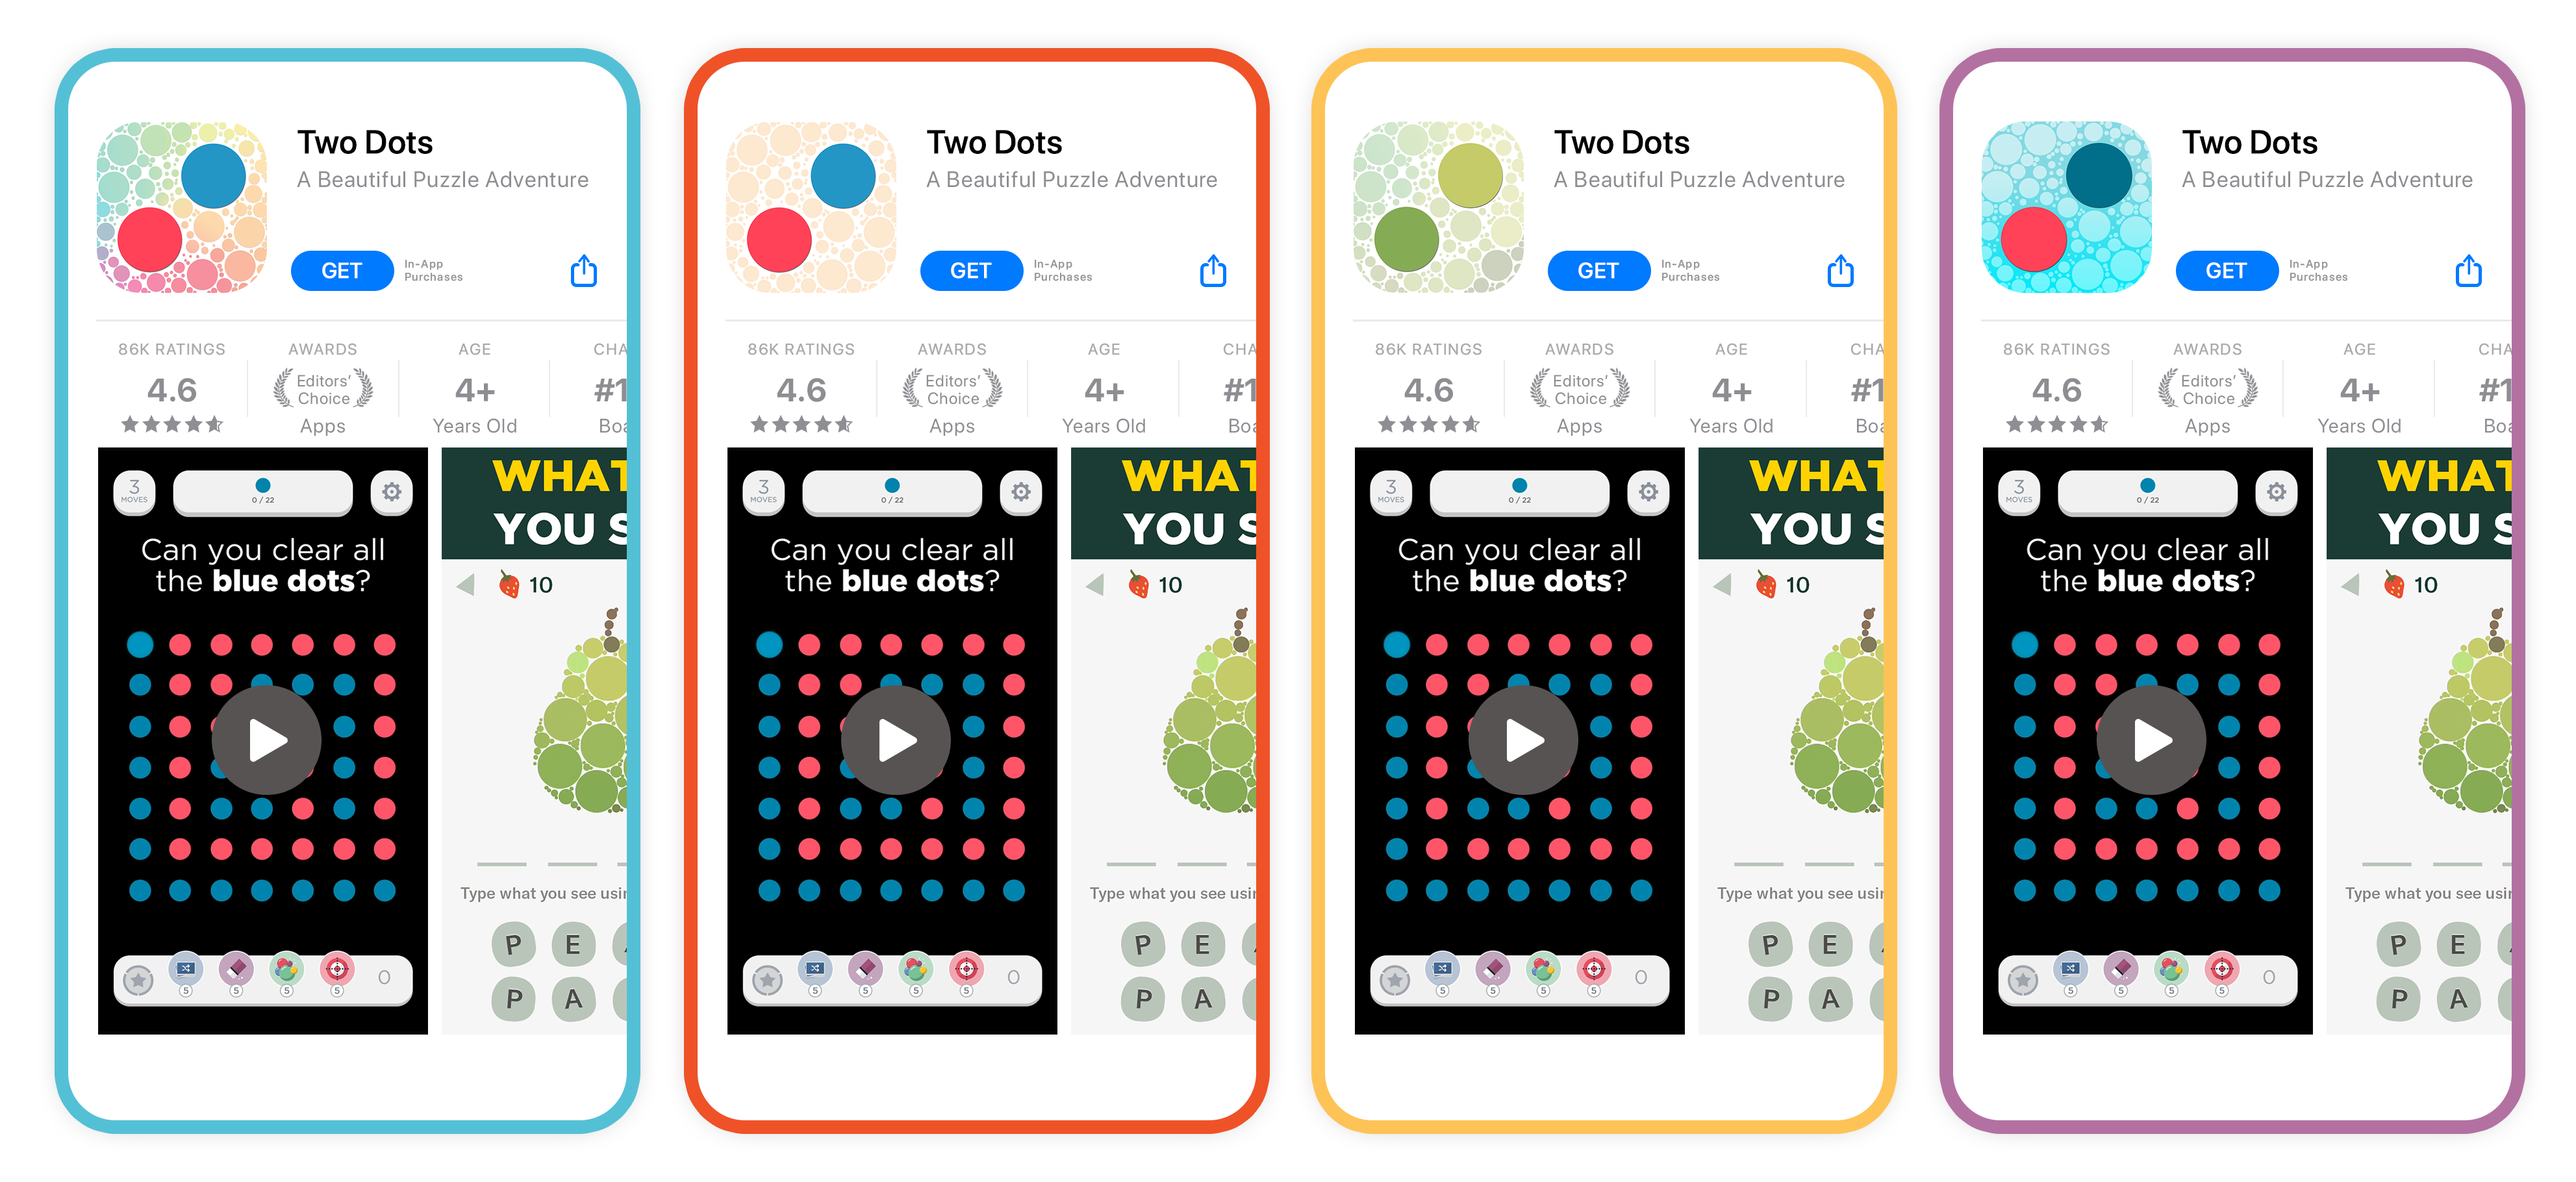 Two Dots
A Beautiful Puzzle Adventure
GET
In-App
Purchases
86K RATINGS
4.6
AWARDS
Editors'
Choice
Apps
AGE
4+
Years Old
CHA
#1
Boa
3
MOVES
0 / 22
Can you clear all
the blue dots?
5 5 5 5
0
WHAT
YOU S
10
Type what you see usin
P E A
P A
Two Dots
A Beautiful Puzzle Adventure
GET
In-App
Purchases
86K RATINGS
4.6
AWARDS
Editors'
Choice
Apps
AGE
4+
Years Old
CHA
#1
Boa
3
MOVES
0 / 22
Can you clear all
the blue dots?
5 5 5 5
0
WHAT
YOU S
10
Type what you see usin
P E A
P A
Two Dots
A Beautiful Puzzle Adventure
GET
In-App
Purchases
86K RATINGS
4.6
AWARDS
Editors'
Choice
Apps
AGE
4+
Years Old
CHA
#1
Boa
3
MOVES
0 / 22
Can you clear all
the blue dots?
5 5 5 5
0
WHAT
YOU S
10
Type what you see usin
P E A
P A
Two Dots
A Beautiful Puzzle Adventure
GET
In-App
Purchases
86K RATINGS
4.6
AWARDS
Editors'
Choice
Apps
AGE
4+
Years Old
CHA
#1
Boa
3
MOVES
0 / 22
Can you clear all
the blue dots?
5 5 5 5
0
WHAT
YOU S
10
Type what you see usin
P E A
P A